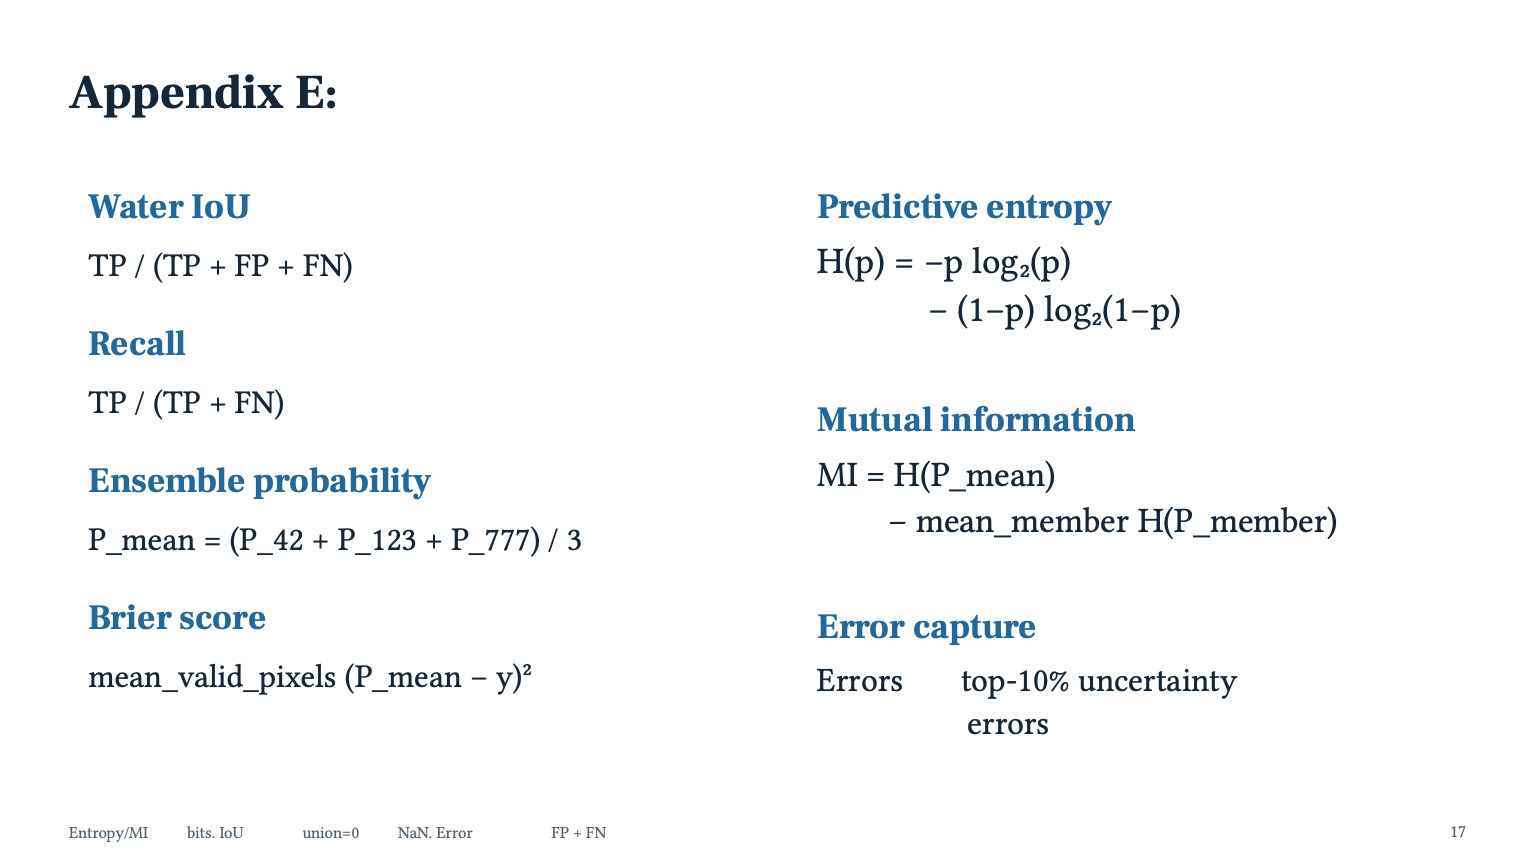 Appendix E:
Water IoU
TP / (TP + FP + FN)
Recall
TP / (TP + FN)
Ensemble probability
P_mean = (P_42 + P_123 + P_777) / 3
Brier score
mean_valid_pixels (P_mean − y)²
Predictive entropy
H(p) = −p log₂(p)
− (1−p) log₂(1−p)
Mutual information
MI = H(P_mean)
− mean_member H(P_member)
Error capture
Errors top-10% uncertainty
errors
Entropy/MI bits. IoU union=0 NaN. Error FP + FN
17